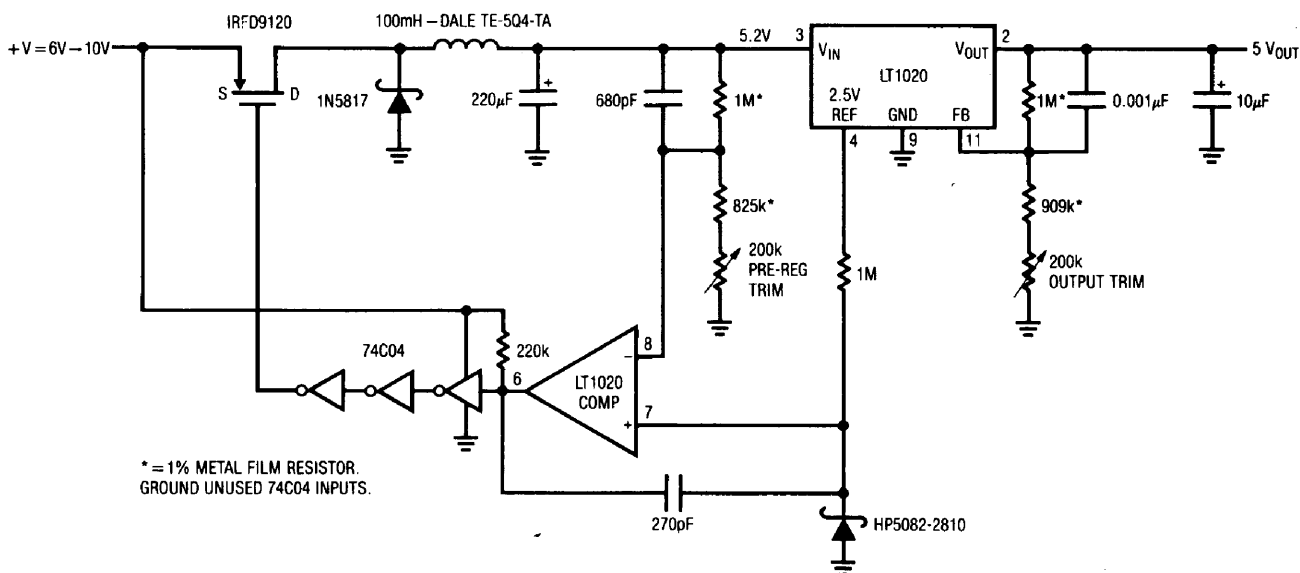 IRFD9120
100mH – DALE TE-5Q4-TA
+V = 6V → 10V
5.2V
3
VIN
VOUT
2
5 VOUT
LT1020
S
D
1N5817
220µF
+
680pF
1M*
2.5V
REF
GND
FB
4
9
11
1M*
0.001µF
+
10µF
825k*
909k*
200k
PRE-REG
TRIM
1M
200k
OUTPUT TRIM
74C04
220k
6
8
–
LT1020
COMP
7
+
* = 1% METAL FILM RESISTOR.
GROUND UNUSED 74C04 INPUTS.
270pF
HP5082-2810